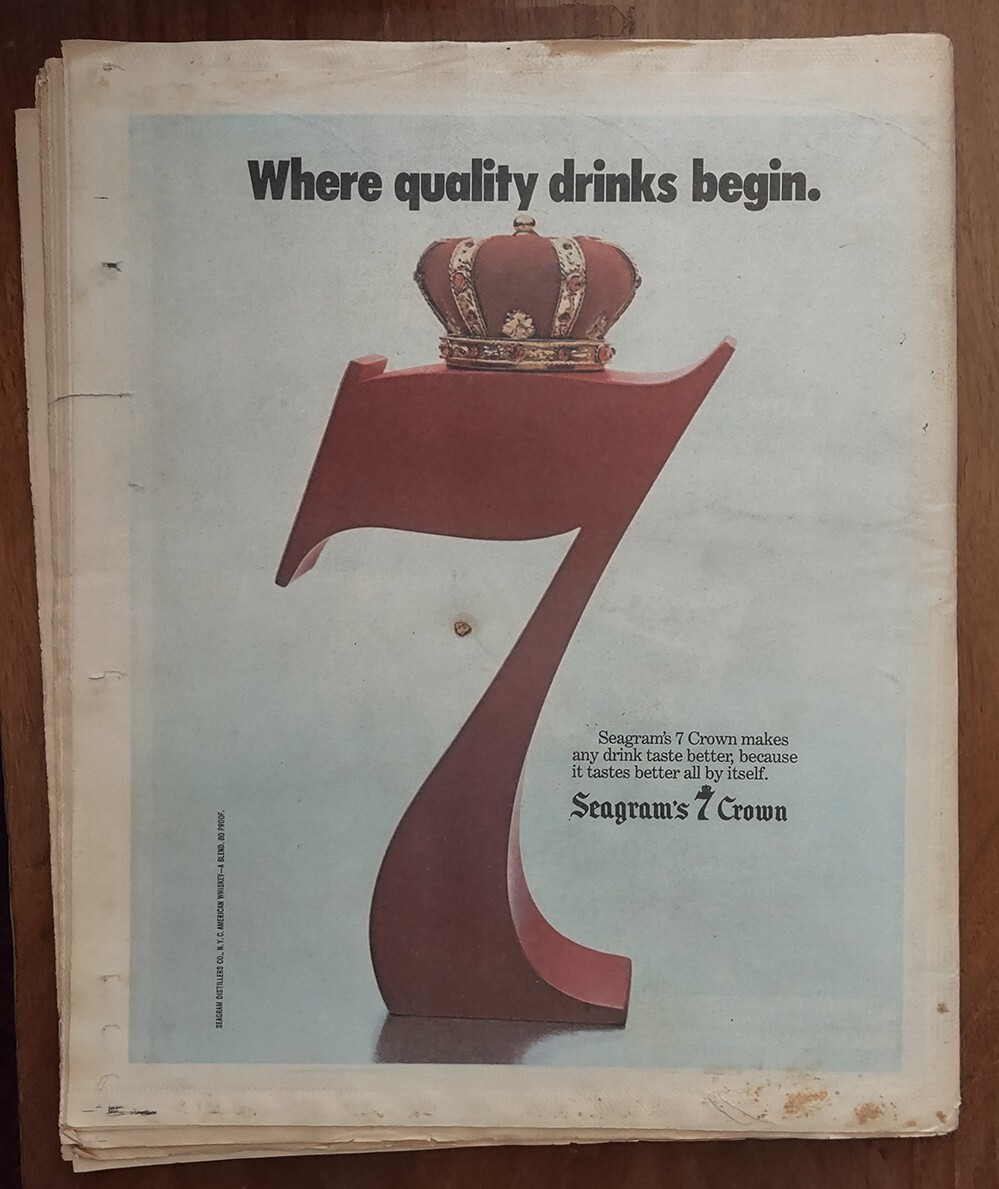 Where quality drinks begin.
7
Seagram's 7 Crown makes
any drink taste better, because
it tastes better all by itself.
Seagram's 7 Crown
SEAGRAM DISTILLERS CO., N.Y.C. AMERICAN WHISKEY—A BLEND. 80 PROOF.